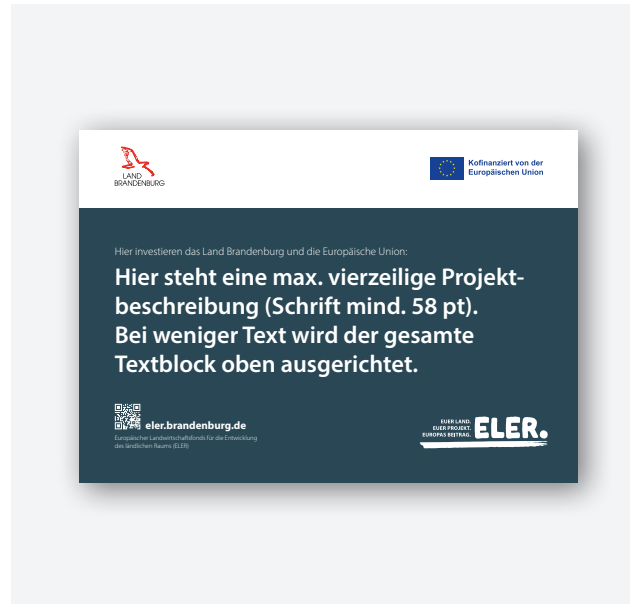 LAND
BRANDENBURG
Kofinanziert von der
Europäischen Union
Hier investieren das Land Brandenburg und die Europäische Union:
Hier steht eine max. vierzeilige Projekt-
beschreibung (Schrift mind. 58 pt).
Bei weniger Text wird der gesamte
Textblock oben ausgerichtet.
eler.brandenburg.de
Europäischer Landwirtschaftsfonds für die Entwicklung
des ländlichen Raums (ELER)
EUER LAND.
EUER PROJEKT.
EUROPAS BEITRAG.
ELER.